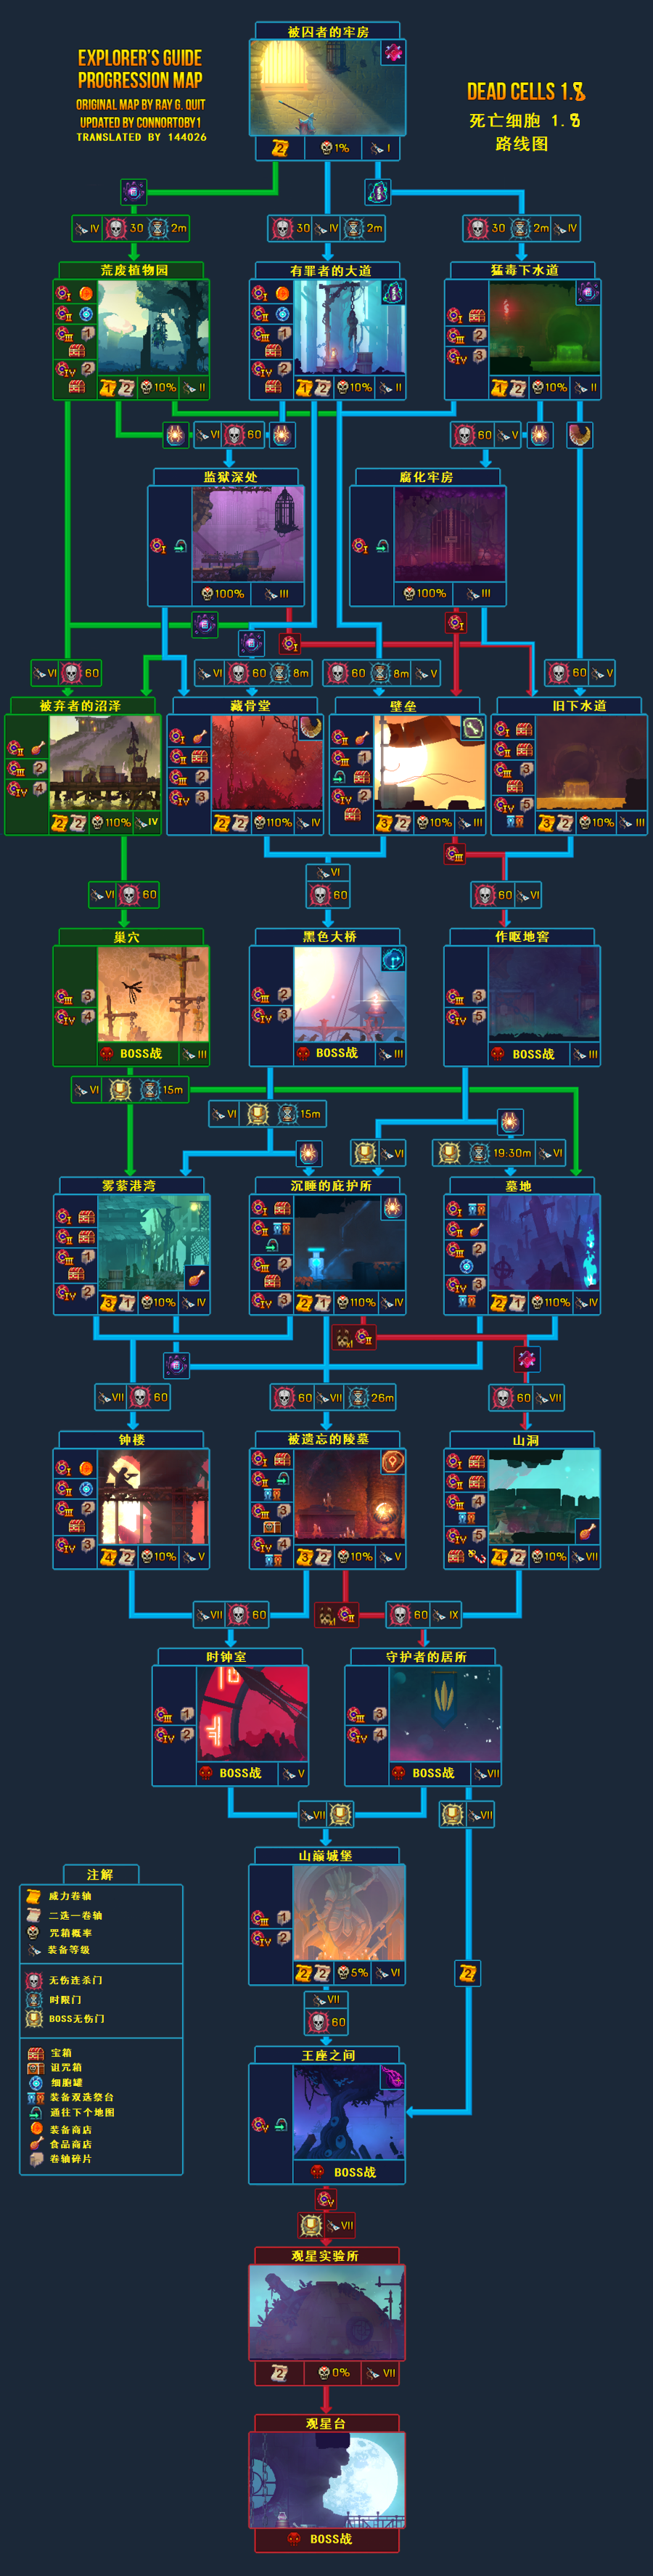 被囚者的牢房
EXPLORER'S GUIDE
PROGRESSION MAP
ORIGINAL MAP BY RAY G. QUIT
UPDATED BY CONNORTOBY1
TRANSLATED BY 144026
DEAD CELLS 1.8
死亡细胞 1.8
路线图
2 1% I
IV 30 2m
30 IV 2m
30 2m IV
荒废植物园
I
II
III 1
IV 2
1 2 10% II
有罪者的大道
I
II
III 1
IV 2
1 2 10% II
猛毒下水道
I
III 2
IV 3
1 2 10% II
VI 60
60 V
监狱深处
I
100% III
腐化牢房
I
100% III
I
I
VI 60
VI 60 8m
60 8m V
60 V
被弃者的沼泽
II
III 2
IV 4
2 2 110% IV
藏骨堂
I
II
III 2
IV 3
2 2 110% IV
壁垒
II
III 1
IV 2
3 2 10% III
旧下水道
I
II
III 3
IV 5
3 2 10% III
VI 60
VI
60
III
60 VI
巢穴
III 3
IV 4
BOSS战 III
黑色大桥
III 2
IV 3
BOSS战 III
作呕地窖
III 3
IV 5
BOSS战 III
VI 15m
VI 15m
VI
19:30m VI
雾萦港湾
I
II
III 1
IV 2
3 1 10% IV
沉睡的庇护所
I
II
III 2
IV 3
2 1 110% IV
墓地
I
II
III 2
IV 3
2 1 110% IV
x1 II
VII 60
60 VII 26m
60 VII
钟楼
I
II
III 2
IV 3
4 2 10% V
被遗忘的陵墓
I
II
III 3
IV 4
3 2 10% V
山洞
I
II
III 4
IV 5
4 2 10% VII
VII 60
x1 II
60 IX
时钟室
III 1
IV 2
BOSS战 V
守护者的居所
III 3
IV 4
BOSS战 VII
VII
VII
山巅城堡
III 1
IV 2
2 2 5% VI
2
VII
60
王座之间
V
BOSS战
V
VII
观星实验所
2 0% VII
观星台
BOSS战
注解
威力卷轴
二选一卷轴
咒箱概率
装备等级
无伤连杀门
时限门
BOSS无伤门
宝箱
诅咒箱
细胞罐
装备双选祭台
通往下个地图
装备商店
食品商店
卷轴碎片